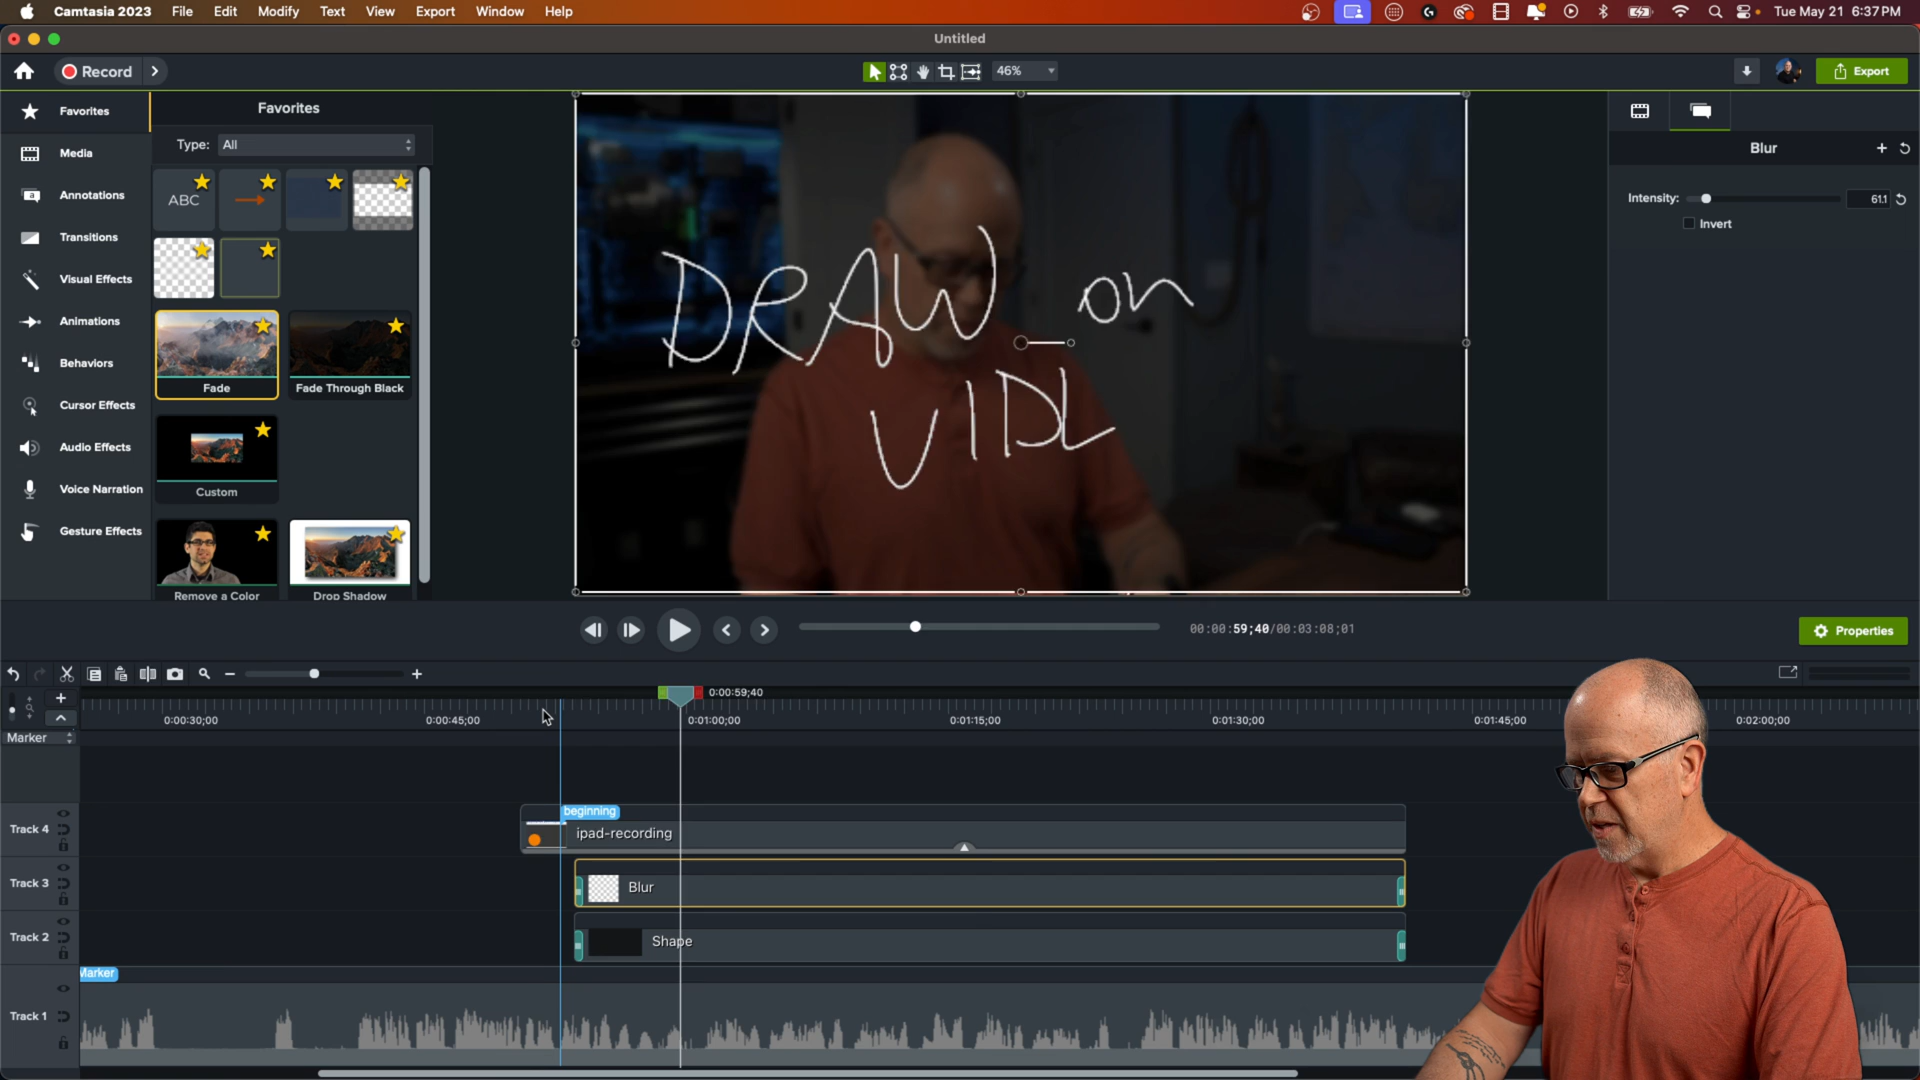 Camtasia 2023 File Edit Modify Text View Export Window Help Tue May 21 6:37 PM
Untitled
Record 46% Export
Favorites
Media
Annotations
Transitions
Visual Effects
Animations
Behaviors
Cursor Effects
Audio Effects
Voice Narration
Gesture Effects
Favorites
Type: All
ABC
Fade Fade Through Black
Custom
Remove a Color Drop Shadow
DRAW on
VIDL
Blur
Intensity: 61.1
Invert
00:00:59;40/00:03:08;01
Properties
0:00:59;40
0:00:30;00 0:00:45;00 0:01:00;00 0:01:15;00 0:01:30;00 0:01:45;00 0:02:00;00
Marker
beginning
Track 4 ipad-recording
Track 3 Blur
Track 2 Shape
Marker
Track 1